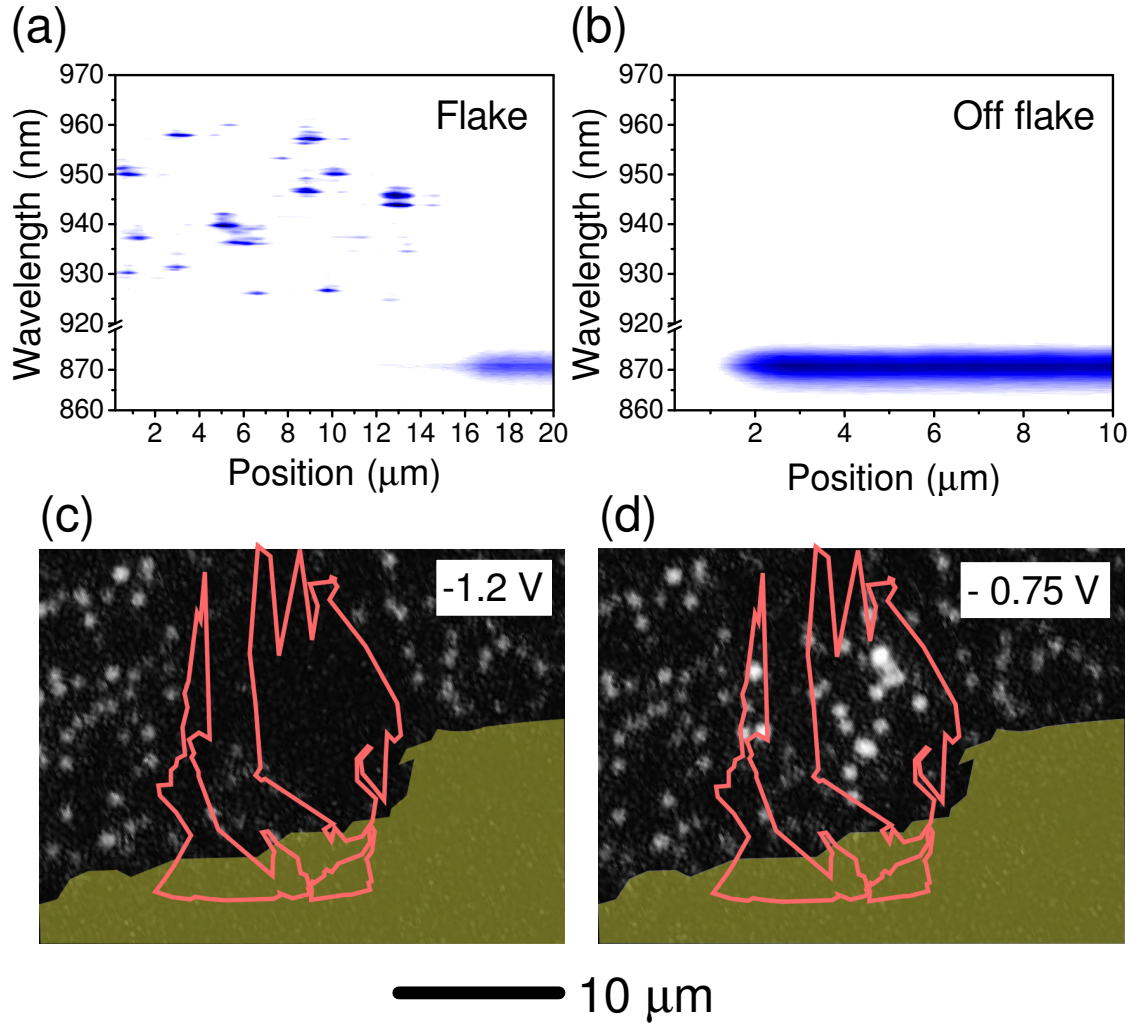 (a)
(b)
970
960
950
940
930
920
870
860
Wavelength (nm)
Flake
2
4
6
8
10
12
14
16
18
20
Position (μm)
970
960
950
940
930
920
870
860
Wavelength (nm)
Off flake
2
4
6
8
10
Position (μm)
(c)
-1.2 V
(d)
- 0.75 V
10 μm